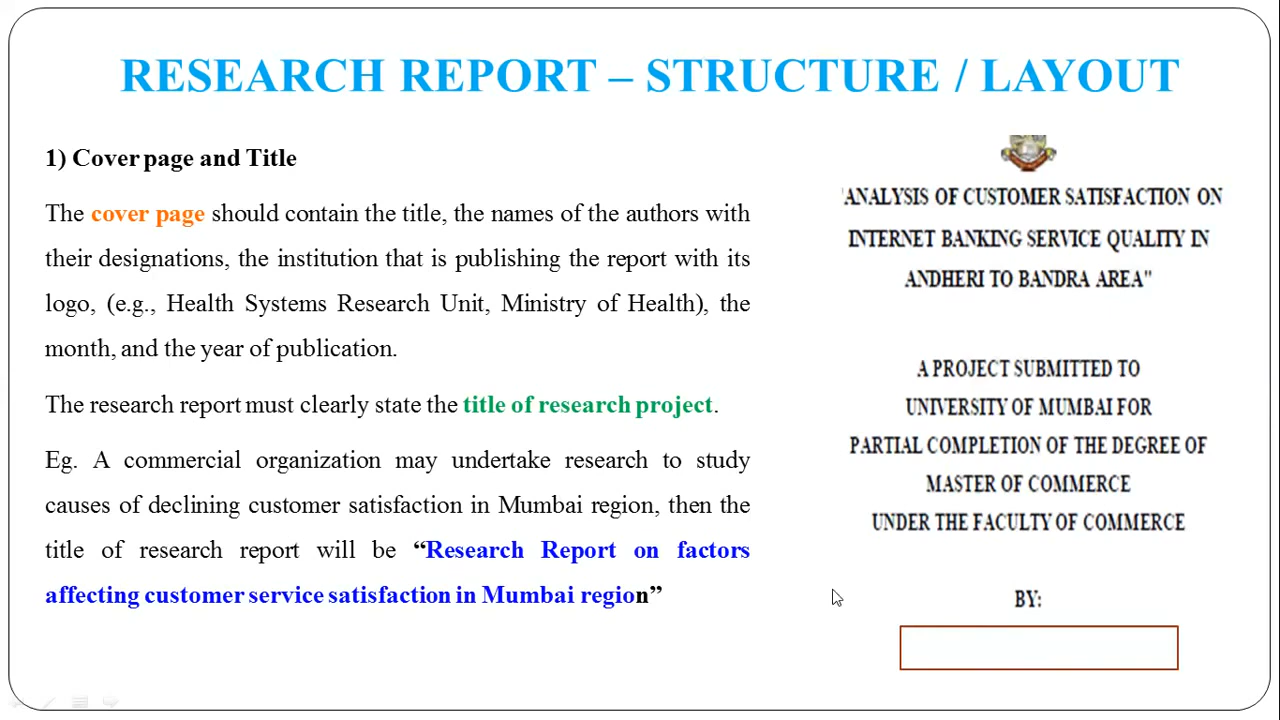 RESEARCH REPORT – STRUCTURE / LAYOUT
1) Cover page and Title
The cover page should contain the title, the names of the authors with
their designations, the institution that is publishing the report with its
logo, (e.g., Health Systems Research Unit, Ministry of Health), the
month, and the year of publication.
The research report must clearly state the title of research project.
Eg. A commercial organization may undertake research to study
causes of declining customer satisfaction in Mumbai region, then the
title of research report will be “Research Report on factors
affecting customer service satisfaction in Mumbai region”
'ANALYSIS OF CUSTOMER SATISFACTION ON
INTERNET BANKING SERVICE QUALITY IN
ANDHERI TO BANDRA AREA"
A PROJECT SUBMITTED TO
UNIVERSITY OF MUMBAI FOR
PARTIAL COMPLETION OF THE DEGREE OF
MASTER OF COMMERCE
UNDER THE FACULTY OF COMMERCE
BY: